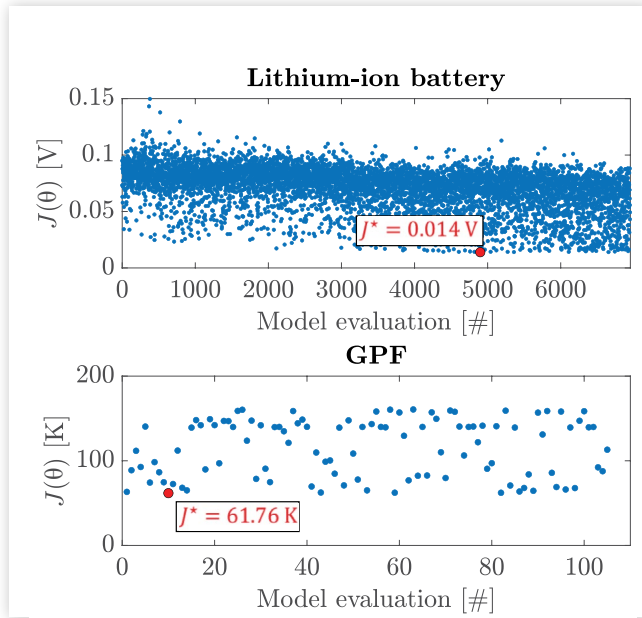 Lithium-ion battery
0.15
0.1
0.05
0
J(θ) [V]
J* = 0.014 V
0 1000 2000 3000 4000 5000 6000
Model evaluation [#]
GPF
200
100
0
J(θ) [K]
J* = 61.76 K
0 20 40 60 80 100
Model evaluation [#]